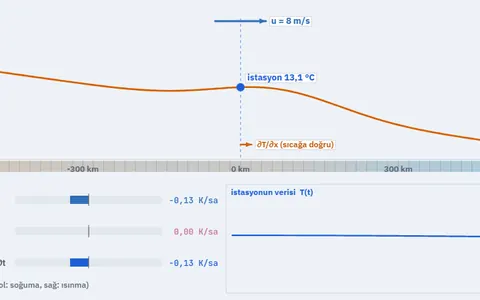 u = 8 m/s
istasyon 13,1 °C
∂T/∂x (sıcağa doğru)
-300 km
0 km
300 km
-0,13 K/sa
istasyonun verisi T(t)
0,00 K/sa
-0,13 K/sa
ol: soğuma, sağ: ısınma)